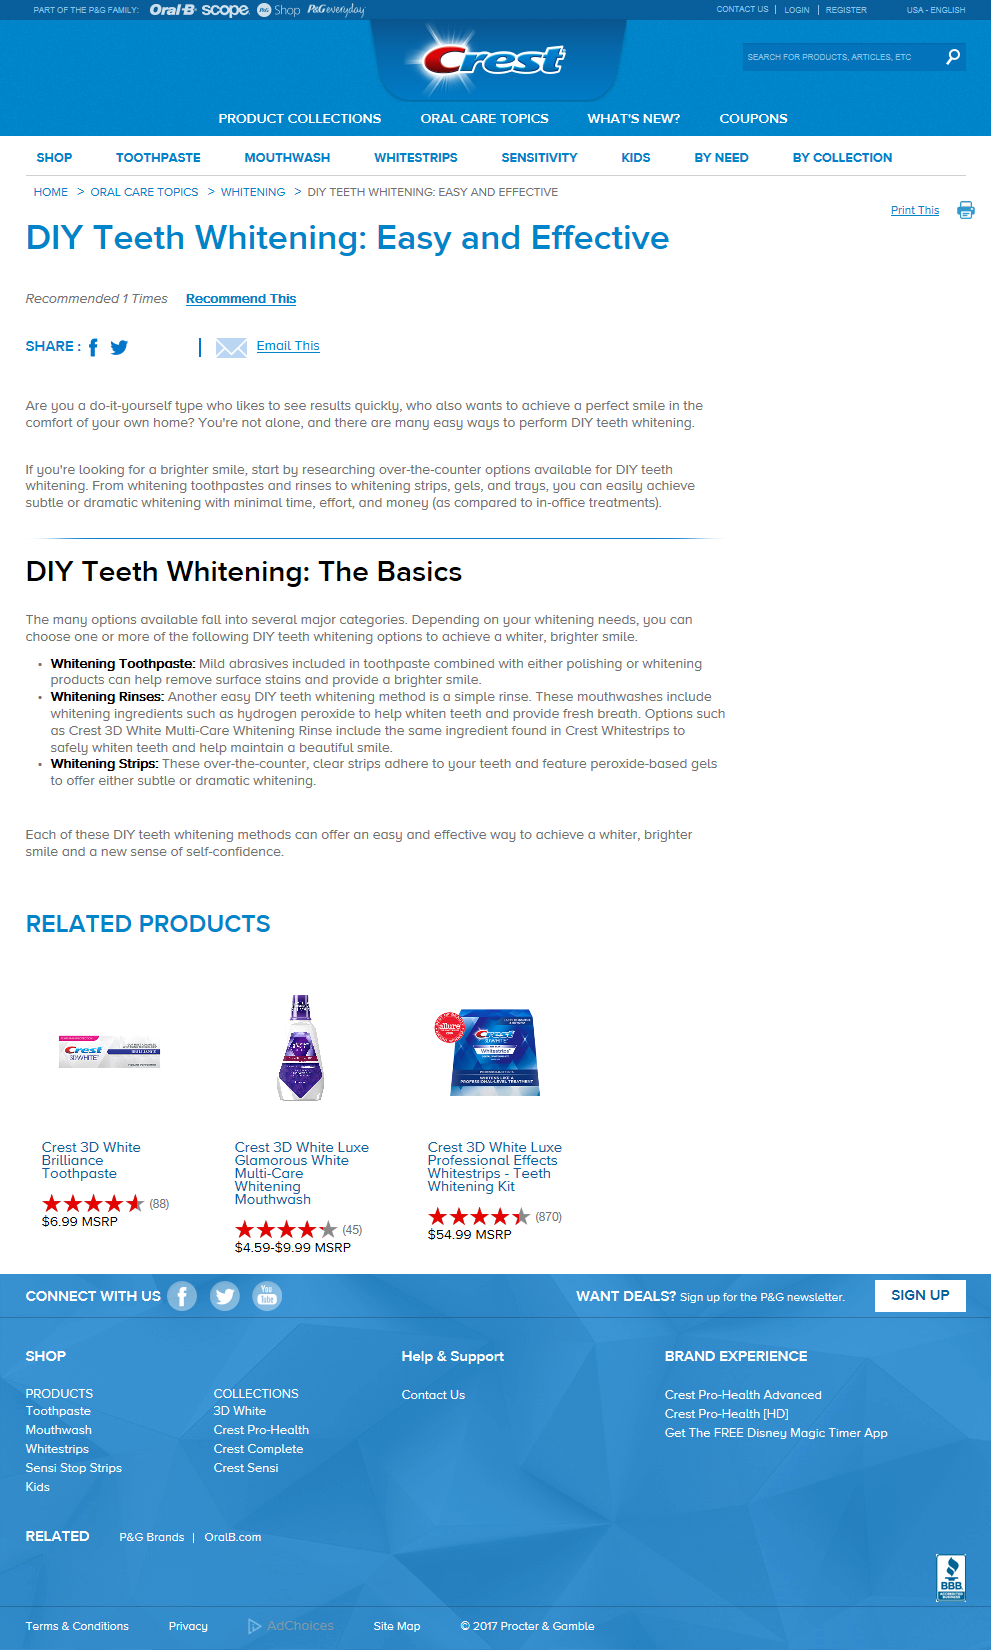 PART OF THE P&G FAMILY: Oral-B scope P&G Shop P&G everyday CONTACT US | LOGIN | REGISTER USA - ENGLISH
Crest
SEARCH FOR PRODUCTS, ARTICLES, ETC
PRODUCT COLLECTIONS ORAL CARE TOPICS WHAT'S NEW? COUPONS
SHOP TOOTHPASTE MOUTHWASH WHITESTRIPS SENSITIVITY KIDS BY NEED BY COLLECTION
HOME > ORAL CARE TOPICS > WHITENING > DIY TEETH WHITENING: EASY AND EFFECTIVE
Print This
DIY Teeth Whitening: Easy and Effective
Recommended 1 Times Recommend This
SHARE : | Email This
Are you a do-it-yourself type who likes to see results quickly, who also wants to achieve a perfect smile in the
comfort of your own home? You're not alone, and there are many easy ways to perform DIY teeth whitening.
If you're looking for a brighter smile, start by researching over-the-counter options available for DIY teeth
whitening. From whitening toothpastes and rinses to whitening strips, gels, and trays, you can easily achieve
subtle or dramatic whitening with minimal time, effort, and money (as compared to in-office treatments).
DIY Teeth Whitening: The Basics
The many options available fall into several major categories. Depending on your whitening needs, you can
choose one or more of the following DIY teeth whitening options to achieve a whiter, brighter smile.
• Whitening Toothpaste: Mild abrasives included in toothpaste combined with either polishing or whitening
products can help remove surface stains and provide a brighter smile.
• Whitening Rinses: Another easy DIY teeth whitening method is a simple rinse. These mouthwashes include
whitening ingredients such as hydrogen peroxide to help whiten teeth and provide fresh breath. Options such
as Crest 3D White Multi-Care Whitening Rinse include the same ingredient found in Crest Whitestrips to
safely whiten teeth and help maintain a beautiful smile.
• Whitening Strips: These over-the-counter, clear strips adhere to your teeth and feature peroxide-based gels
to offer either subtle or dramatic whitening.
Each of these DIY teeth whitening methods can offer an easy and effective way to achieve a whiter, brighter
smile and a new sense of self-confidence.
RELATED PRODUCTS
Crest
3D WHITE
BRILLIANCE
allure
Crest
3D WHITE
Whitestrips
WHITENS LIKE A
PROFESSIONAL-LEVEL TREATMENT
Crest 3D White
Brilliance
Toothpaste
(88)
$6.99 MSRP
Crest 3D White Luxe
Glamorous White
Multi-Care
Whitening
Mouthwash
(45)
$4.59-$9.99 MSRP
Crest 3D White Luxe
Professional Effects
Whitestrips - Teeth
Whitening Kit
(870)
$54.99 MSRP
CONNECT WITH US You Tube WANT DEALS? Sign up for the P&G newsletter. SIGN UP
SHOP
PRODUCTS
Toothpaste
Mouthwash
Whitestrips
Sensi Stop Strips
Kids
COLLECTIONS
3D White
Crest Pro-Health
Crest Complete
Crest Sensi
Help & Support
Contact Us
BRAND EXPERIENCE
Crest Pro-Health Advanced
Crest Pro-Health [HD]
Get The FREE Disney Magic Timer App
RELATED P&G Brands | OralB.com
BBB.
ACCREDITED
BUSINESS
Terms & Conditions Privacy AdChoices Site Map © 2017 Procter & Gamble